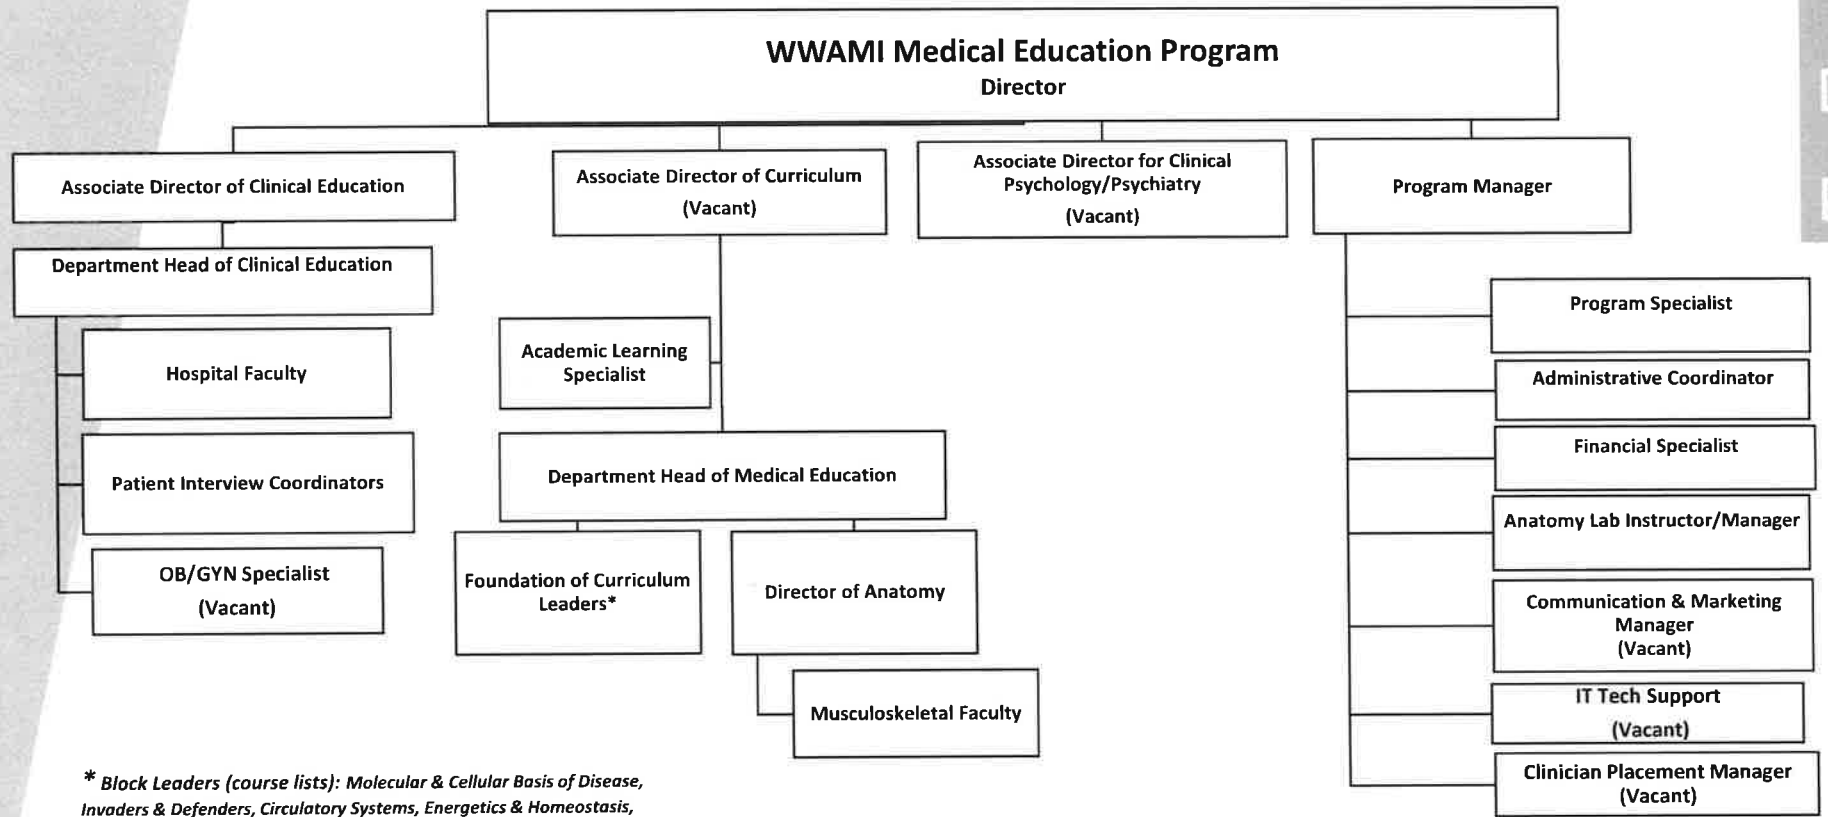 WWAMI Medical Education Program
Director
Associate Director of Clinical Education
Associate Director of Curriculum
(Vacant)
Associate Director for Clinical
Psychology/Psychiatry
(Vacant)
Program Manager
Department Head of Clinical Education
Hospital Faculty
Patient Interview Coordinators
OB/GYN Specialist
(Vacant)
Academic Learning
Specialist
Department Head of Medical Education
Foundation of Curriculum
Leaders*
Director of Anatomy
Musculoskeletal Faculty
Program Specialist
Administrative Coordinator
Financial Specialist
Anatomy Lab Instructor/Manager
Communication & Marketing
Manager
(Vacant)
IT Tech Support
(Vacant)
Clinician Placement Manager
(Vacant)
* Block Leaders (course lists): Molecular & Cellular Basis of Disease,
Invaders & Defenders, Circulatory Systems, Energetics & Homeostasis,